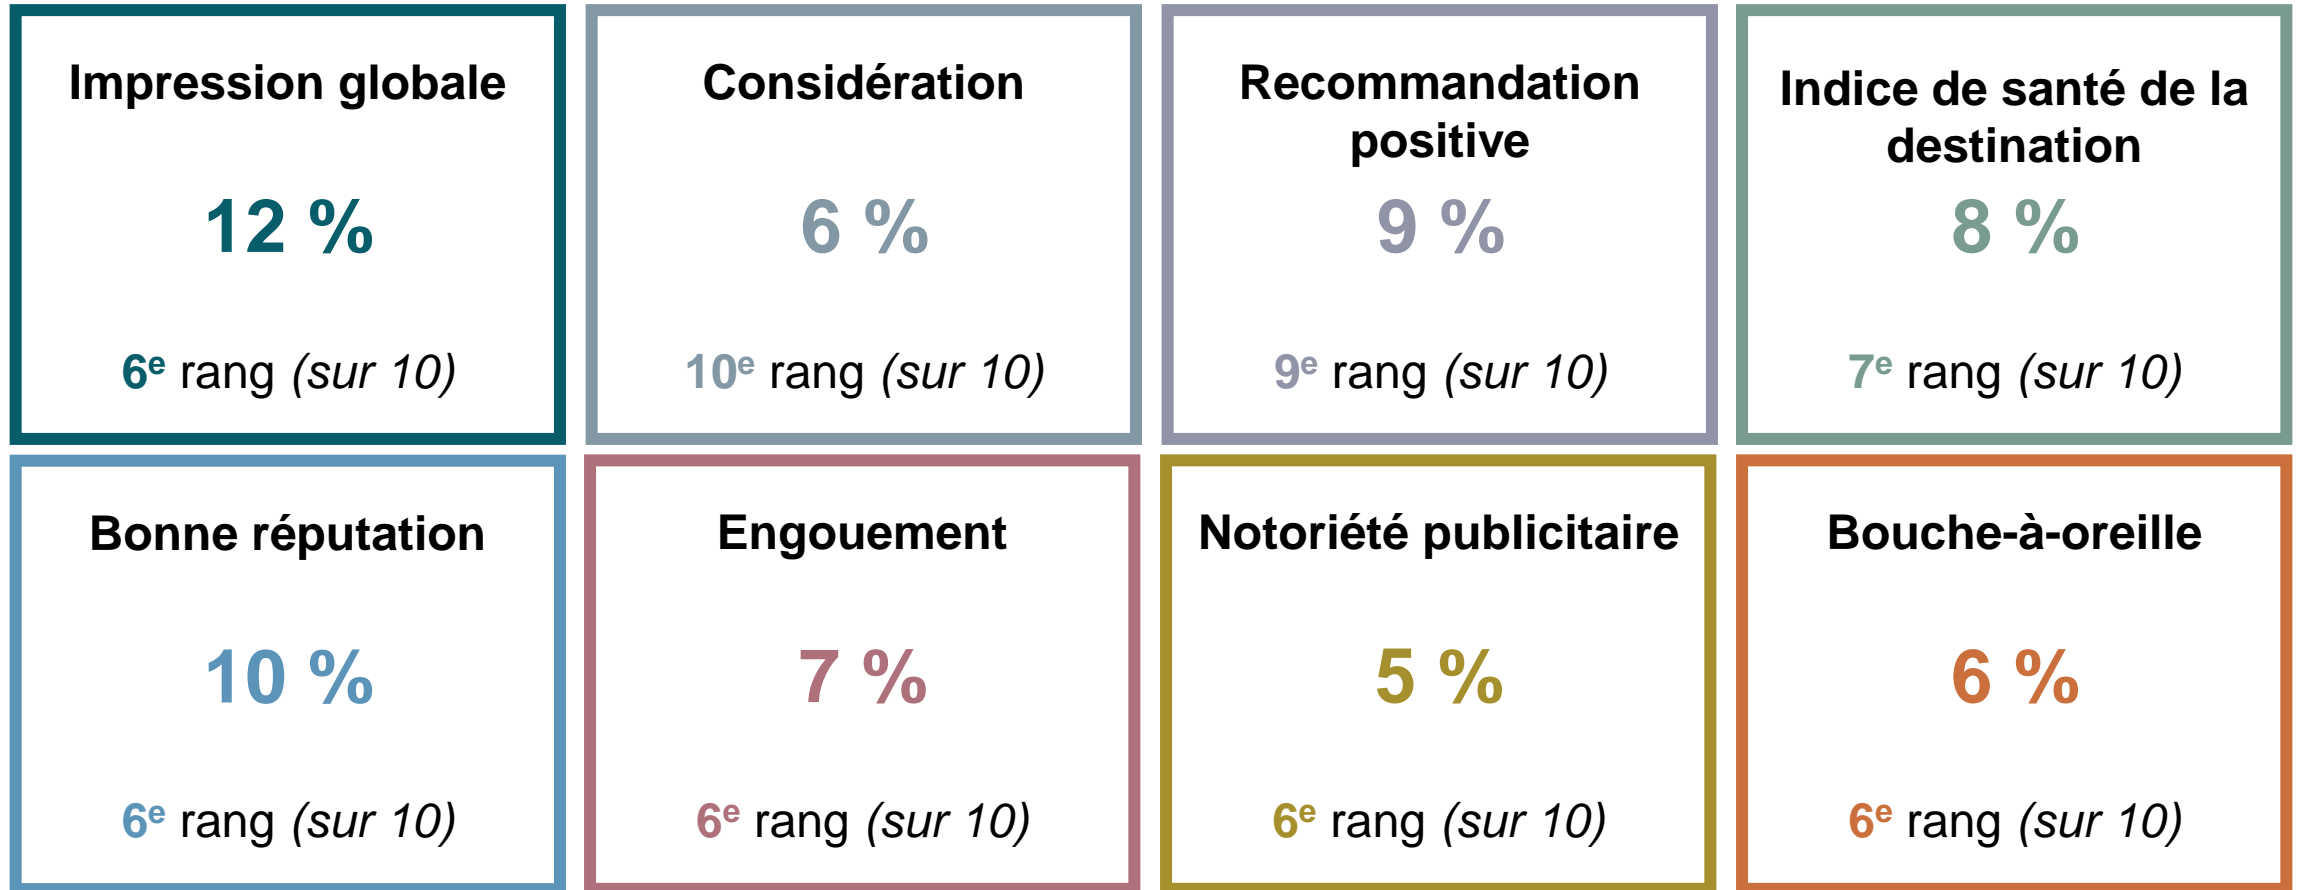 Impression globale
12 %
6e rang (sur 10)
Considération
6 %
10e rang (sur 10)
Recommandation
positive
9 %
9e rang (sur 10)
Indice de santé de la
destination
8 %
7e rang (sur 10)
Bonne réputation
10 %
6e rang (sur 10)
Engouement
7 %
6e rang (sur 10)
Notoriété publicitaire
5 %
6e rang (sur 10)
Bouche-à-oreille
6 %
6e rang (sur 10)